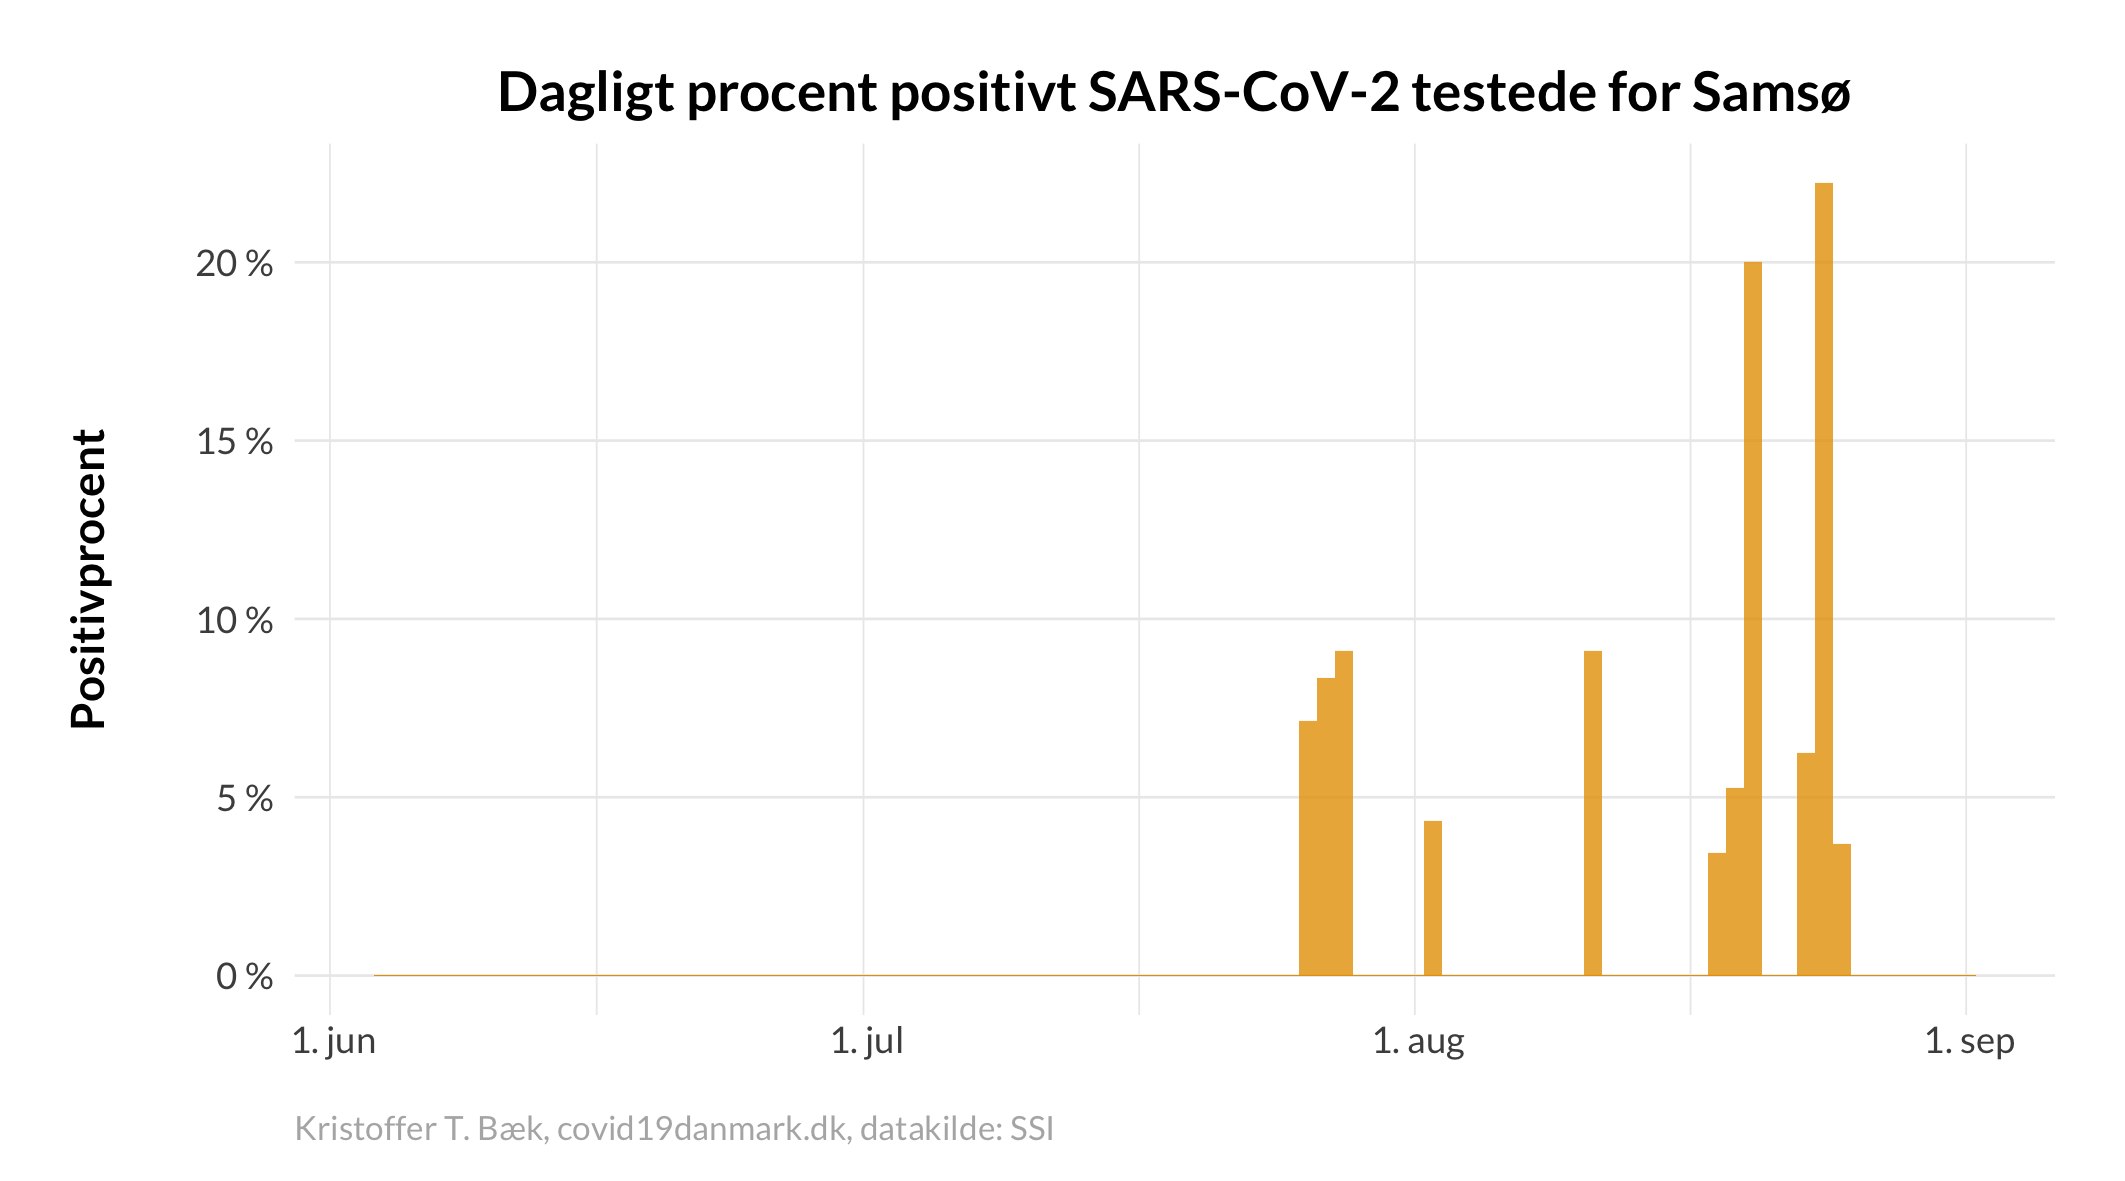 Dagligt procent positivt SARS-CoV-2 testede for Samsø
Positivprocent
20 %
15 %
10 %
5 %
0 %
1. jun
1. jul
1. aug
1. sep
Kristoffer T. Bæk, covid19danmark.dk, datakilde: SSI